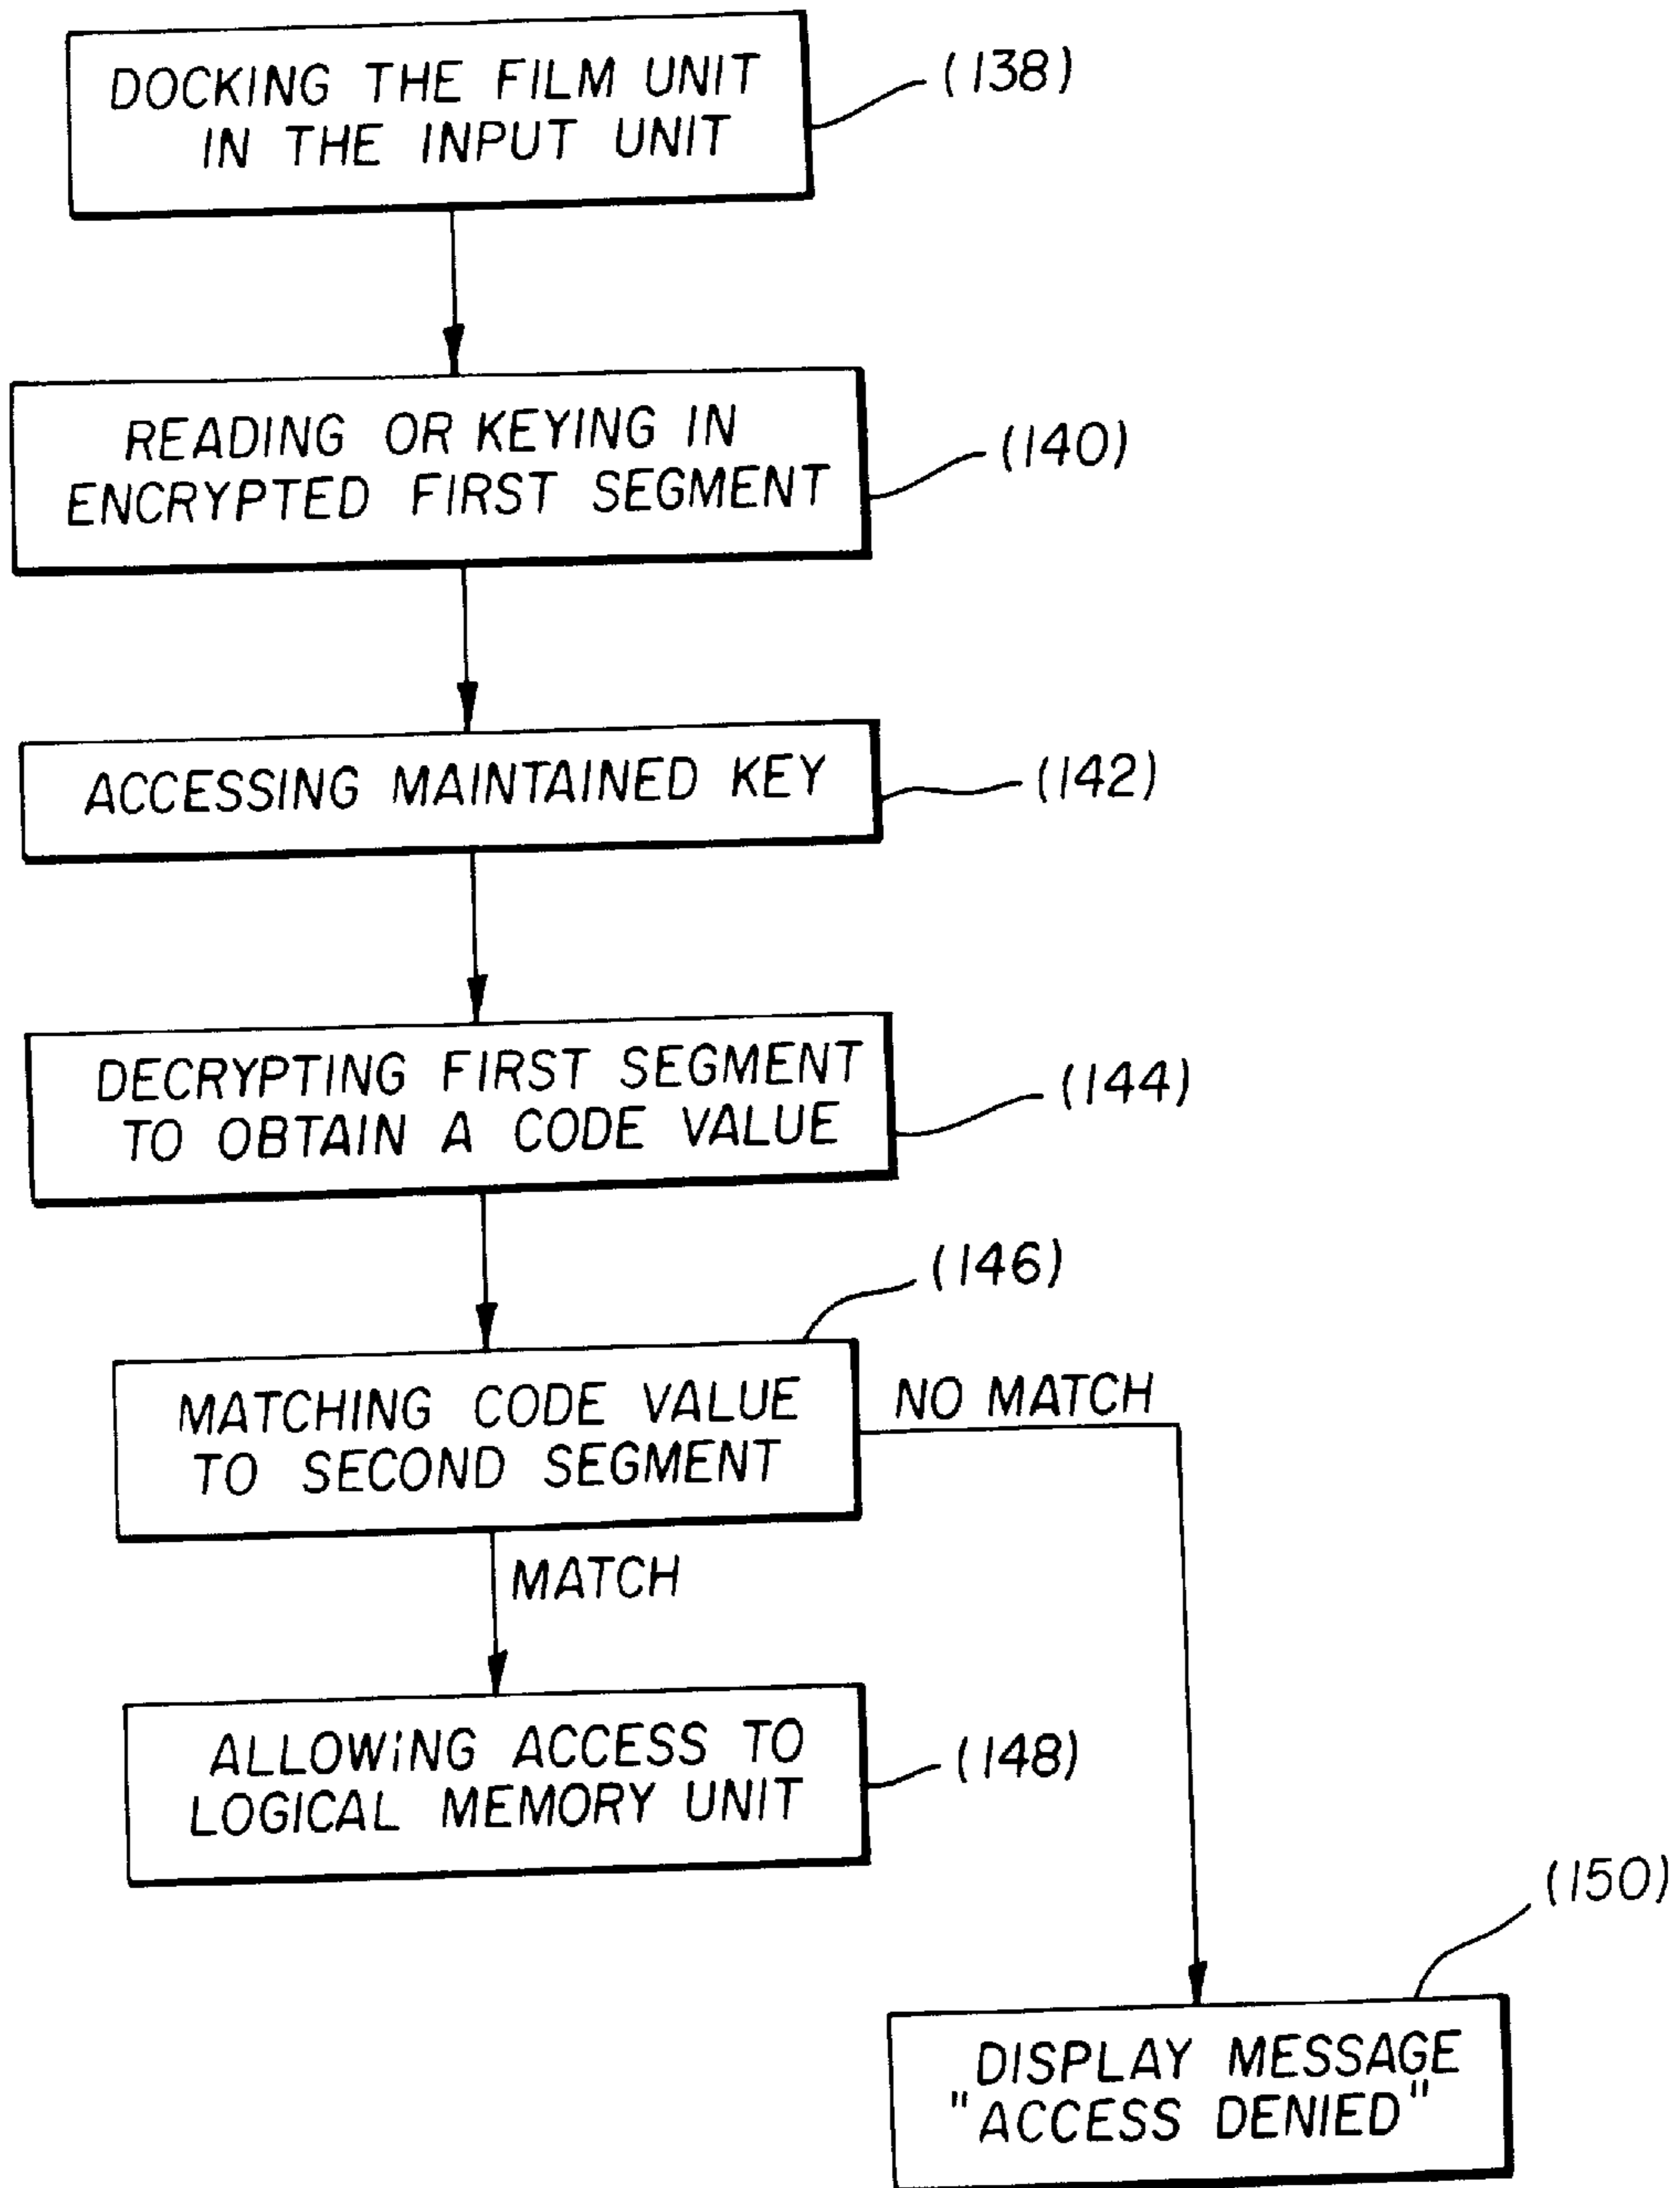 DOCKING THE FILM UNIT
IN THE INPUT UNIT
(138)
READING OR KEYING IN
ENCRYPTED FIRST SEGMENT
(140)
ACCESSING MAINTAINED KEY
(142)
DECRYPTING FIRST SEGMENT
TO OBTAIN A CODE VALUE
(144)
(146)
MATCHING CODE VALUE
TO SECOND SEGMENT
NO MATCH
MATCH
ALLOWING ACCESS TO
LOGICAL MEMORY UNIT
(148)
(150)
DISPLAY MESSAGE
"ACCESS DENIED"